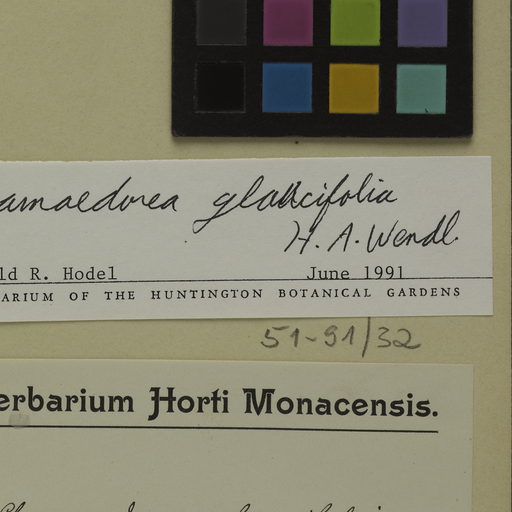 amaedorea glaucifolia
H. A. Wendl.
ld R. Hodel June 1991
ARIUM OF THE HUNTINGTON BOTANICAL GARDENS
51-91/32
erbarium Horti Monacensis.